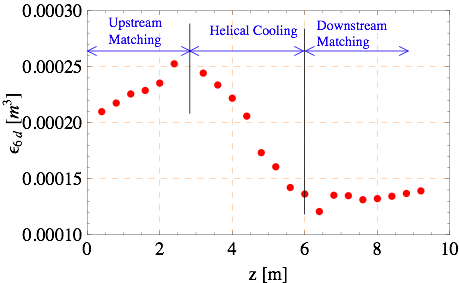 0.00030
Upstream
Matching
Helical Cooling
Downstream
Matching
0.00025
0.00020
0.00015
0.00010
ϵ6 d [m³]
0 2 4 6 8 10
z [m]